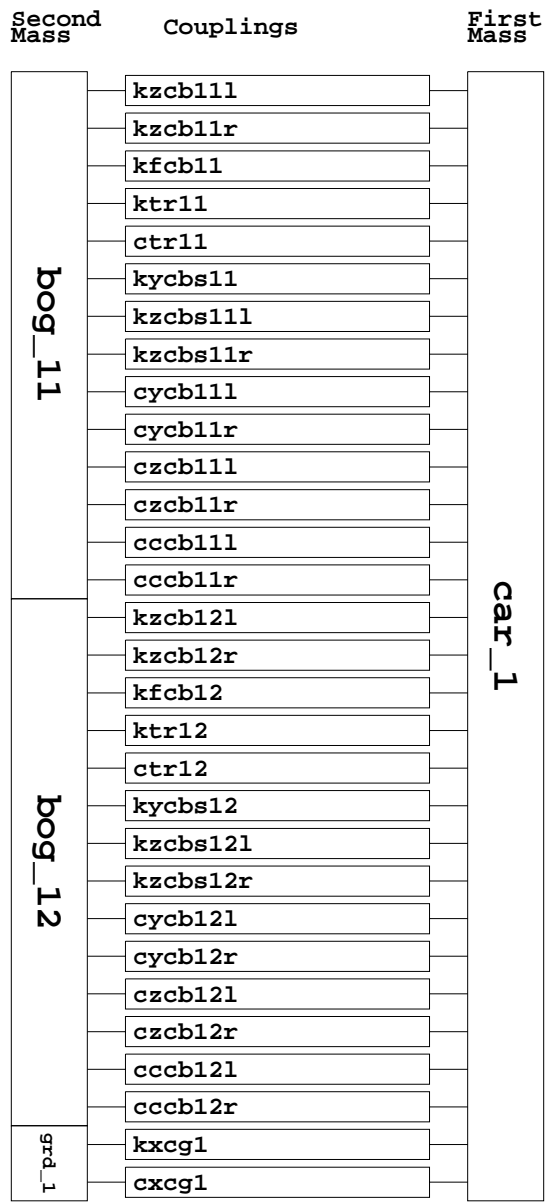 Second Mass
Couplings
First Mass
kzcb11l
kzcb11r
kfcb11
ktr11
ctr11
kycbs11
kzcbs11l
kzcbs11r
cycb11l
cycb11r
czcb11l
czcb11r
cccb11l
cccb11r
kzcb12l
kzcb12r
kfcb12
ktr12
ctr12
kycbs12
kzcbs12l
kzcbs12r
cycb12l
cycb12r
czcb12l
czcb12r
cccb12l
cccb12r
kxcg1
cxcg1
bog_11
bog_12
grd_1
car_1